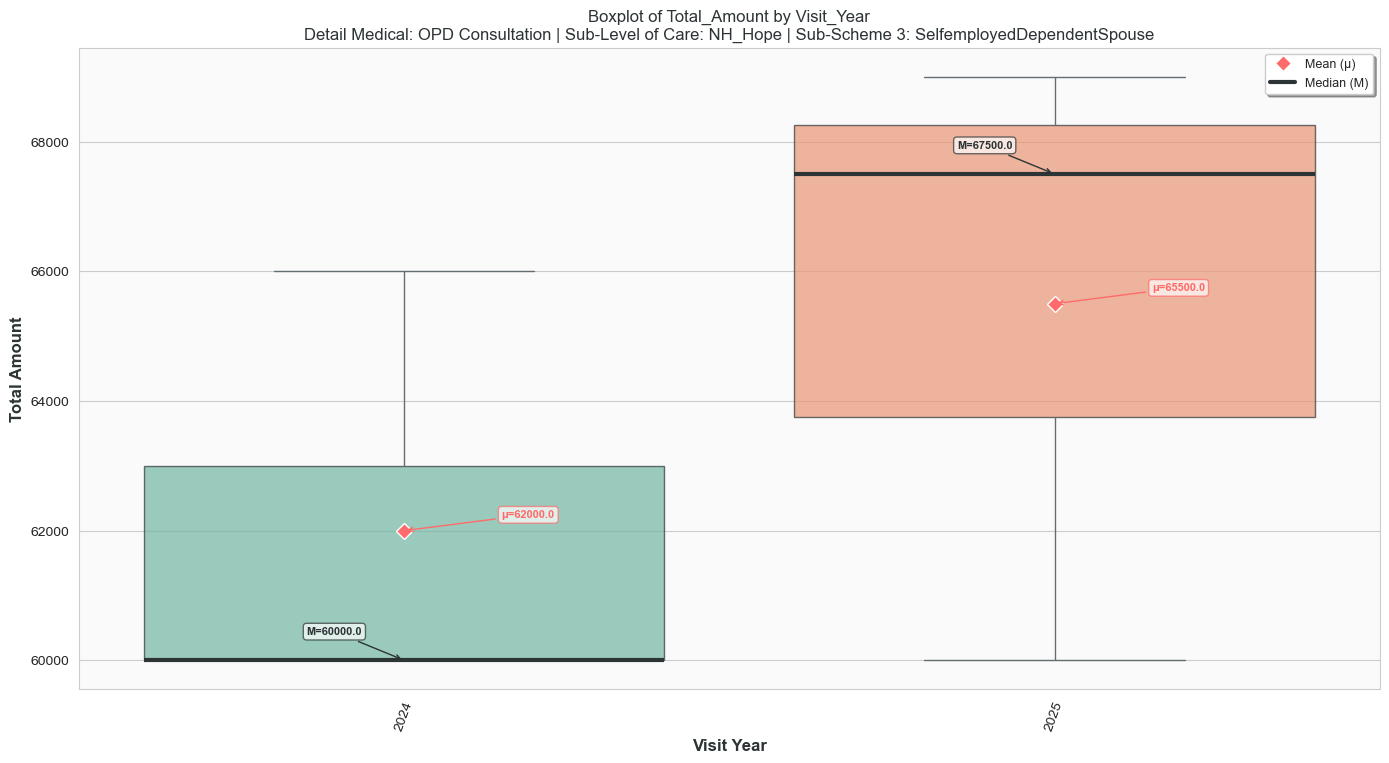 Boxplot of Total_Amount by Visit_Year
Detail Medical: OPD Consultation | Sub-Level of Care: NH_Hope | Sub-Scheme 3: SelfemployedDependentSpouse
Mean (μ)
Median (M)
Total Amount
68000
66000
64000
62000
60000
M=67500.0
μ=65500.0
μ=62000.0
M=60000.0
2024
2025
Visit Year